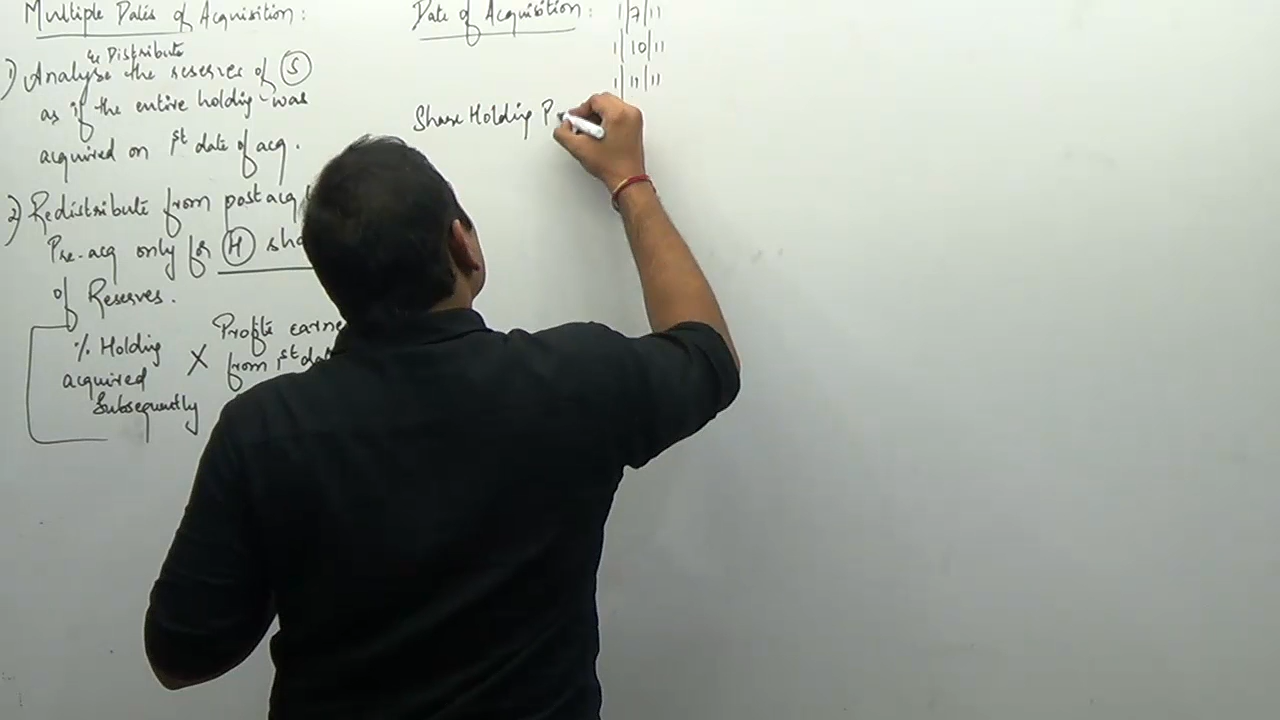 Multiple Dates of Acquisition:
& Distribute
1) Analyse the reserves of S
as if the entire holding was
acquired on 1st date of acq.
2) Redistribute from post acq
Pre-acq only for H sha
of Reserves.
% Holding
acquired
Subsequently
X
Profit earne
from 1st dat
Date of Acquisition: 1/7/11
1/10/11
1/11/11
Share Holding P